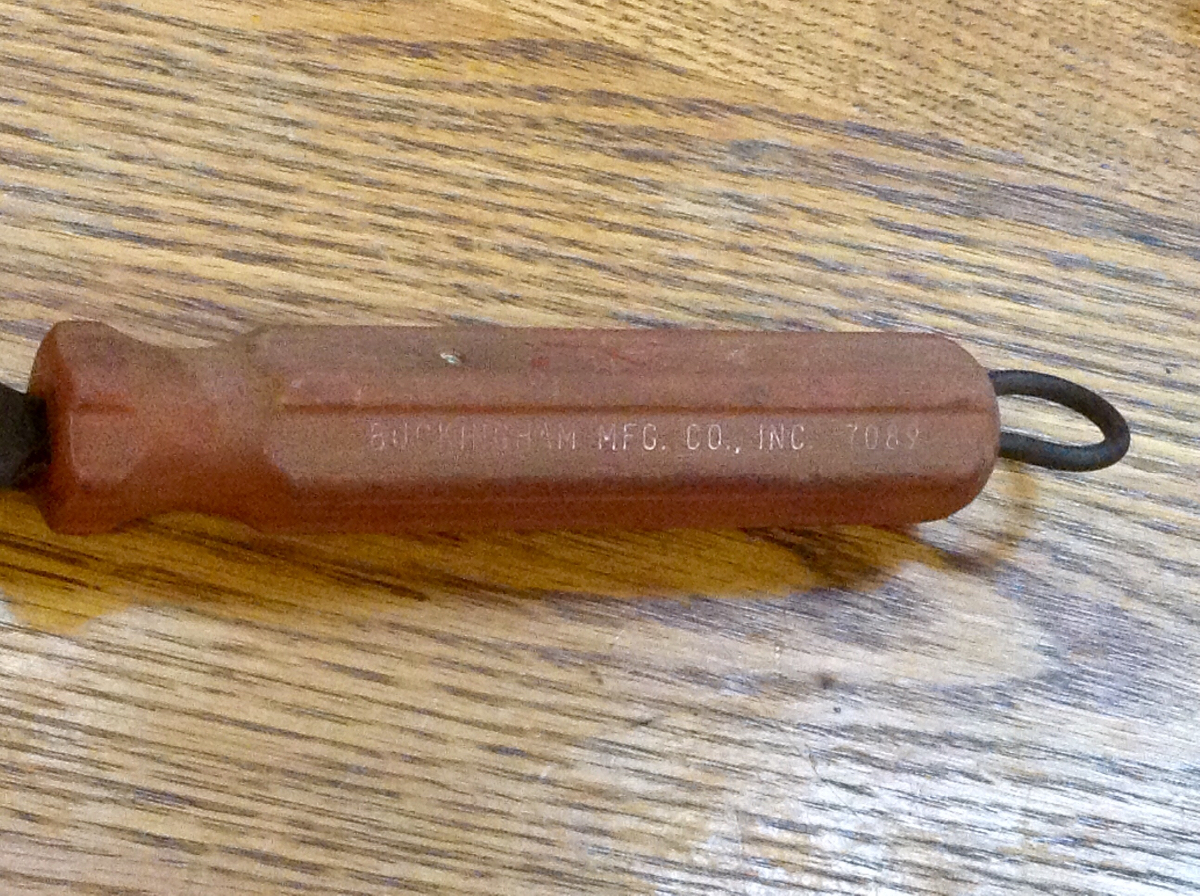 BUCKINGHAM MFG. CO., INC 7089